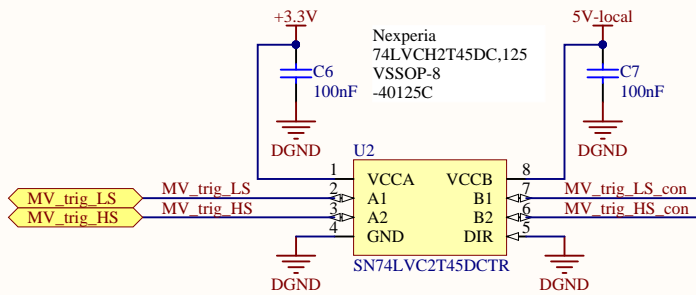 +3.3V
5V-local
Nexperia
74LVCH2T45DC,125
VSSOP-8
-40125C
C6
100nF
C7
100nF
DGND
DGND
U2
1
VCCA
VCCB
8
MV_trig_LS
MV_trig_LS
2
A1
B1
7
MV_trig_LS_con
MV_trig_HS
MV_trig_HS
3
A2
B2
6
MV_trig_HS_con
4
GND
DIR
5
SN74LVC2T45DCTR
DGND
DGND